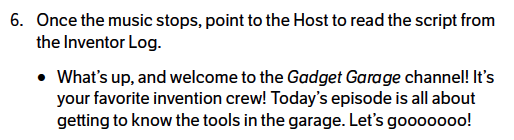 6. Once the music stops, point to the Host to read the script from
the Inventor Log.
• What's up, and welcome to the Gadget Garage channel! It's
your favorite invention crew! Today's episode is all about
getting to know the tools in the garage. Let's gooooooo!